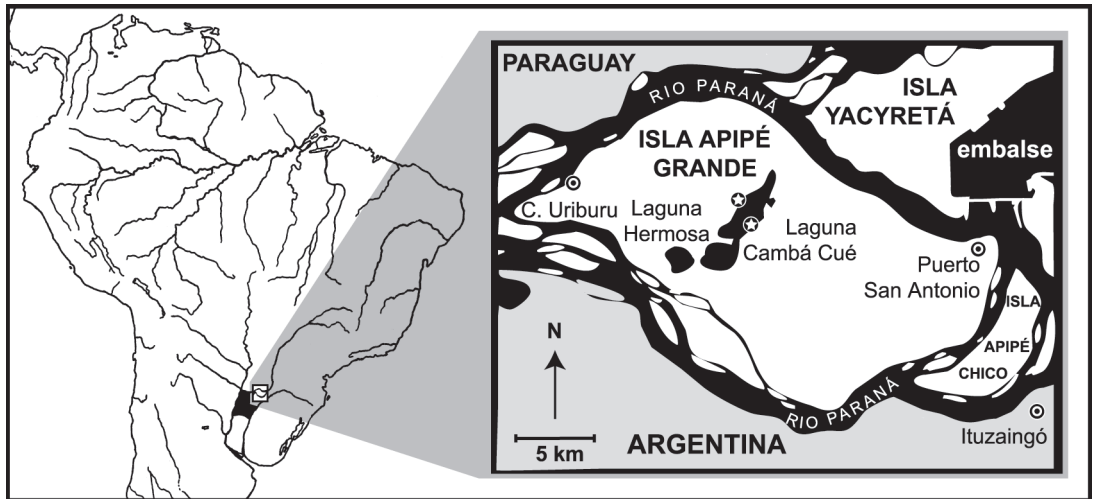 PARAGUAY
RIO PARANÁ
ISLA
YACYRETÁ
embalse
ISLA APIPÉ
GRANDE
C. Uriburu
Laguna
Hermosa
Laguna
Cambá Cué
Puerto
San Antonio
ISLA
APIPÉ
CHICO
N
5 km
RIO PARANÁ
ARGENTINA
Ituzaingó